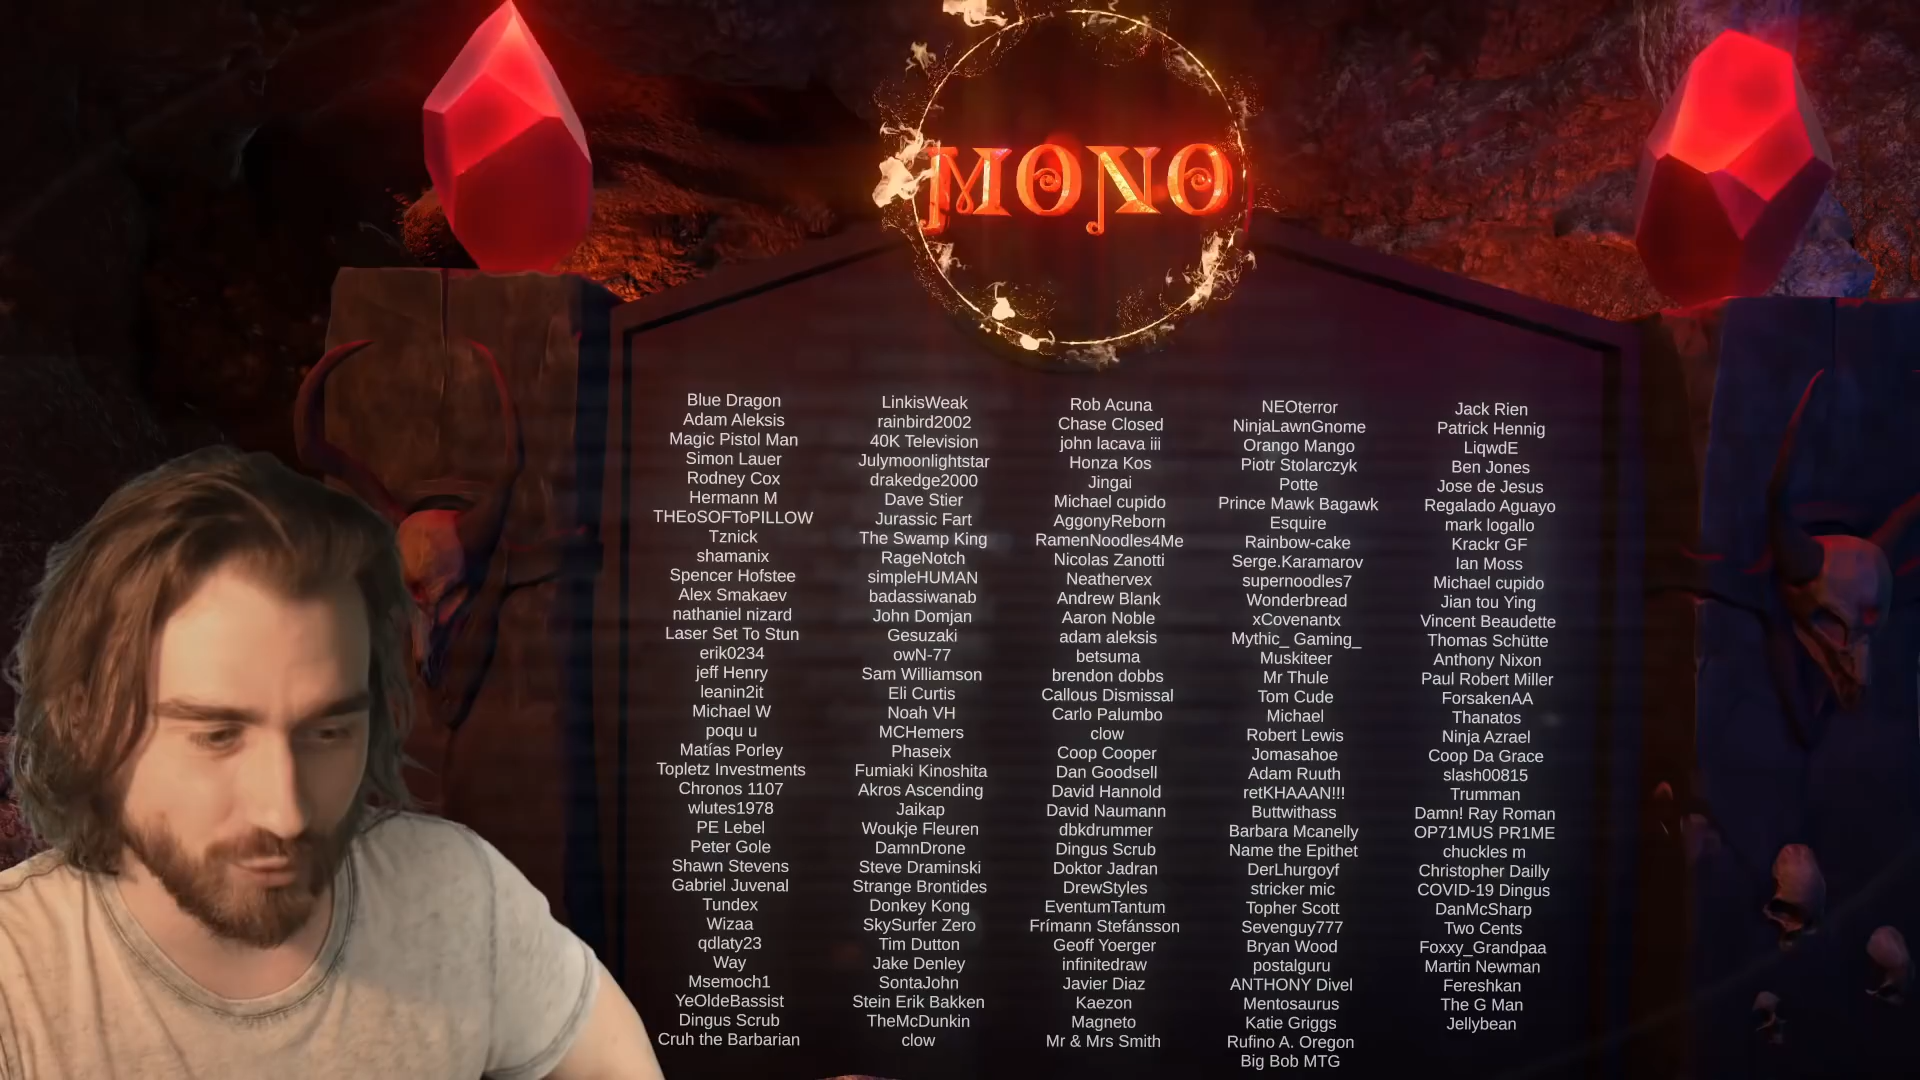 MONO
Blue Dragon
Adam Aleksis
Magic Pistol Man
Simon Lauer
Rodney Cox
Hermann M
THEoSOFToPILLOW
Tznick
shamanix
Spencer Hofstee
Alex Smakaev
nathaniel nizard
Laser Set To Stun
erik0234
jeff Henry
leanin2it
Michael W
poqu u
Matías Porley
Topletz Investments
Chronos 1107
wlutes1978
PE Lebel
Peter Gole
Shawn Stevens
Gabriel Juvenal
Tundex
Wizaa
qdlaty23
Way
Msemoch1
YeOldeBassist
Dingus Scrub
Cruh the Barbarian
LinkisWeak
rainbird2002
40K Television
Julymoonlightstar
drakedge2000
Dave Stier
Jurassic Fart
The Swamp King
RageNotch
simpleHUMAN
badassiwanab
John Domjan
Gesuzaki
owN-77
Sam Williamson
Eli Curtis
Noah VH
MCHemers
Phaseix
Fumiaki Kinoshita
Akros Ascending
Jaikap
Woukje Fleuren
DamnDrone
Steve Draminski
Strange Brontides
Donkey Kong
SkySurfer Zero
Tim Dutton
Jake Denley
SontaJohn
Stein Erik Bakken
TheMcDunkin
clow
Rob Acuna
Chase Closed
john lacava iii
Honza Kos
Jingai
Michael cupido
AggonyReborn
RamenNoodles4Me
Nicolas Zanotti
Neathervex
Andrew Blank
Aaron Noble
adam aleksis
betsuma
brendon dobbs
Callous Dismissal
Carlo Palumbo
clow
Coop Cooper
Dan Goodsell
David Hannold
David Naumann
dbkdrummer
Dingus Scrub
Doktor Jadran
DrewStyles
EventumTantum
Frímann Stefánsson
Geoff Yoerger
infinitedraw
Javier Diaz
Kaezon
Magneto
Mr & Mrs Smith
NEOterror
NinjaLawnGnome
Orango Mango
Piotr Stolarczyk
Potte
Prince Mawk Bagawk
Esquire
Rainbow-cake
Serge.Karamarov
supernoodles7
Wonderbread
xCovenantx
Mythic_ Gaming_
Muskiteer
Mr Thule
Tom Cude
Michael
Robert Lewis
Jomasahoe
Adam Ruuth
retKHAAAN!!!
Buttwithass
Barbara Mcanelly
Name the Epithet
DerLhurgoyf
stricker mic
Topher Scott
Sevenguy777
Bryan Wood
postalguru
ANTHONY Divel
Mentosaurus
Katie Griggs
Rufino A. Oregon
Big Bob MTG
Jack Rien
Patrick Hennig
LiqwdE
Ben Jones
Jose de Jesus
Regalado Aguayo
mark logallo
Krackr GF
Ian Moss
Michael cupido
Jian tou Ying
Vincent Beaudette
Thomas Schütte
Anthony Nixon
Paul Robert Miller
ForsakenAA
Thanatos
Ninja Azrael
Coop Da Grace
slash00815
Trumman
Damn! Ray Roman
OP71MUS PR1ME
chuckles m
Christopher Dailly
COVID-19 Dingus
DanMcSharp
Two Cents
Foxxy_Grandpaa
Martin Newman
Fereshkan
The G Man
Jellybean